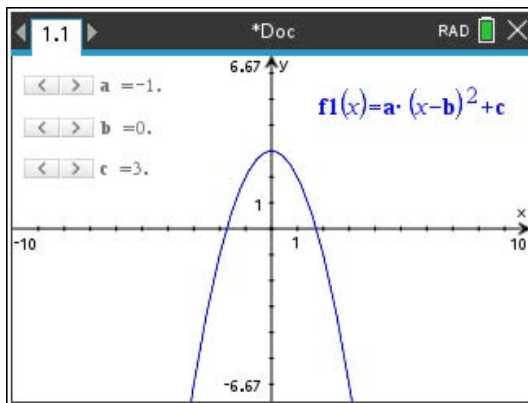 1.1 *Doc RAD
6.67 y
< > a =-1.
f1(x)=a· (x-b)²+c
< > b =0.
< > c =3.
1
x
-10 1 10
-6.67